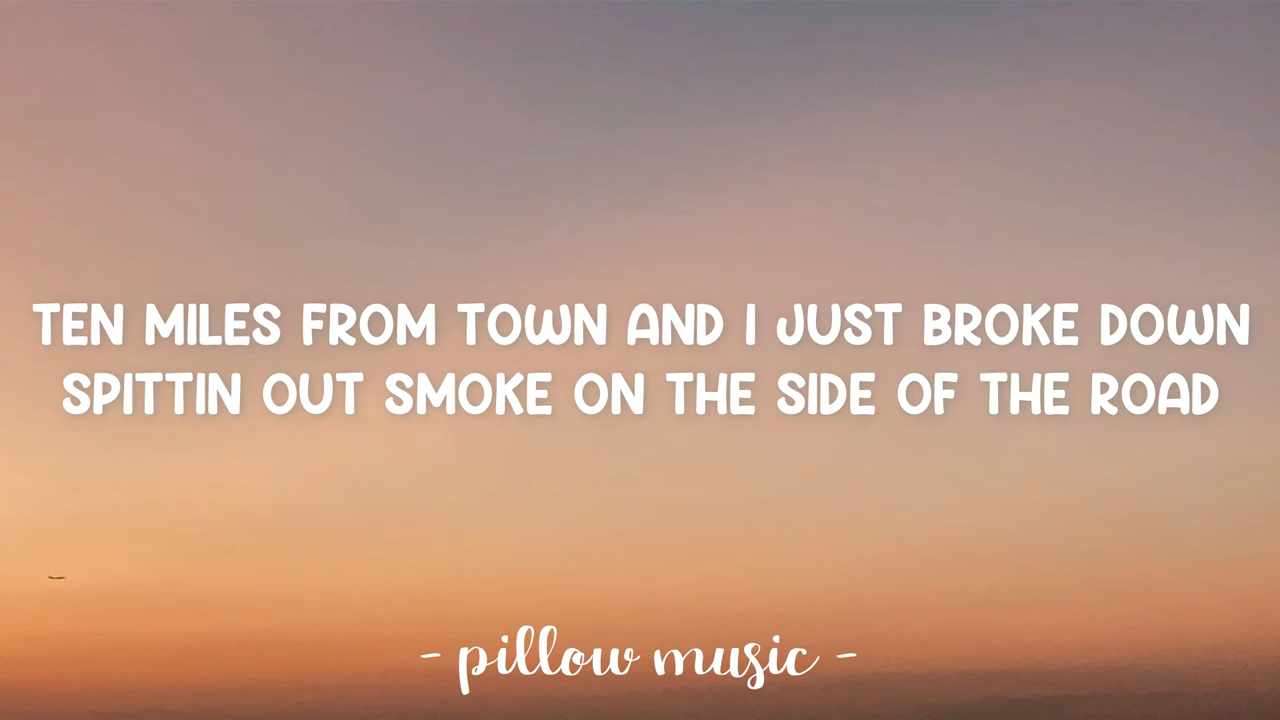 TEN MILES FROM TOWN AND I JUST BROKE DOWN
SPITTIN OUT SMOKE ON THE SIDE OF THE ROAD
- pillow music -